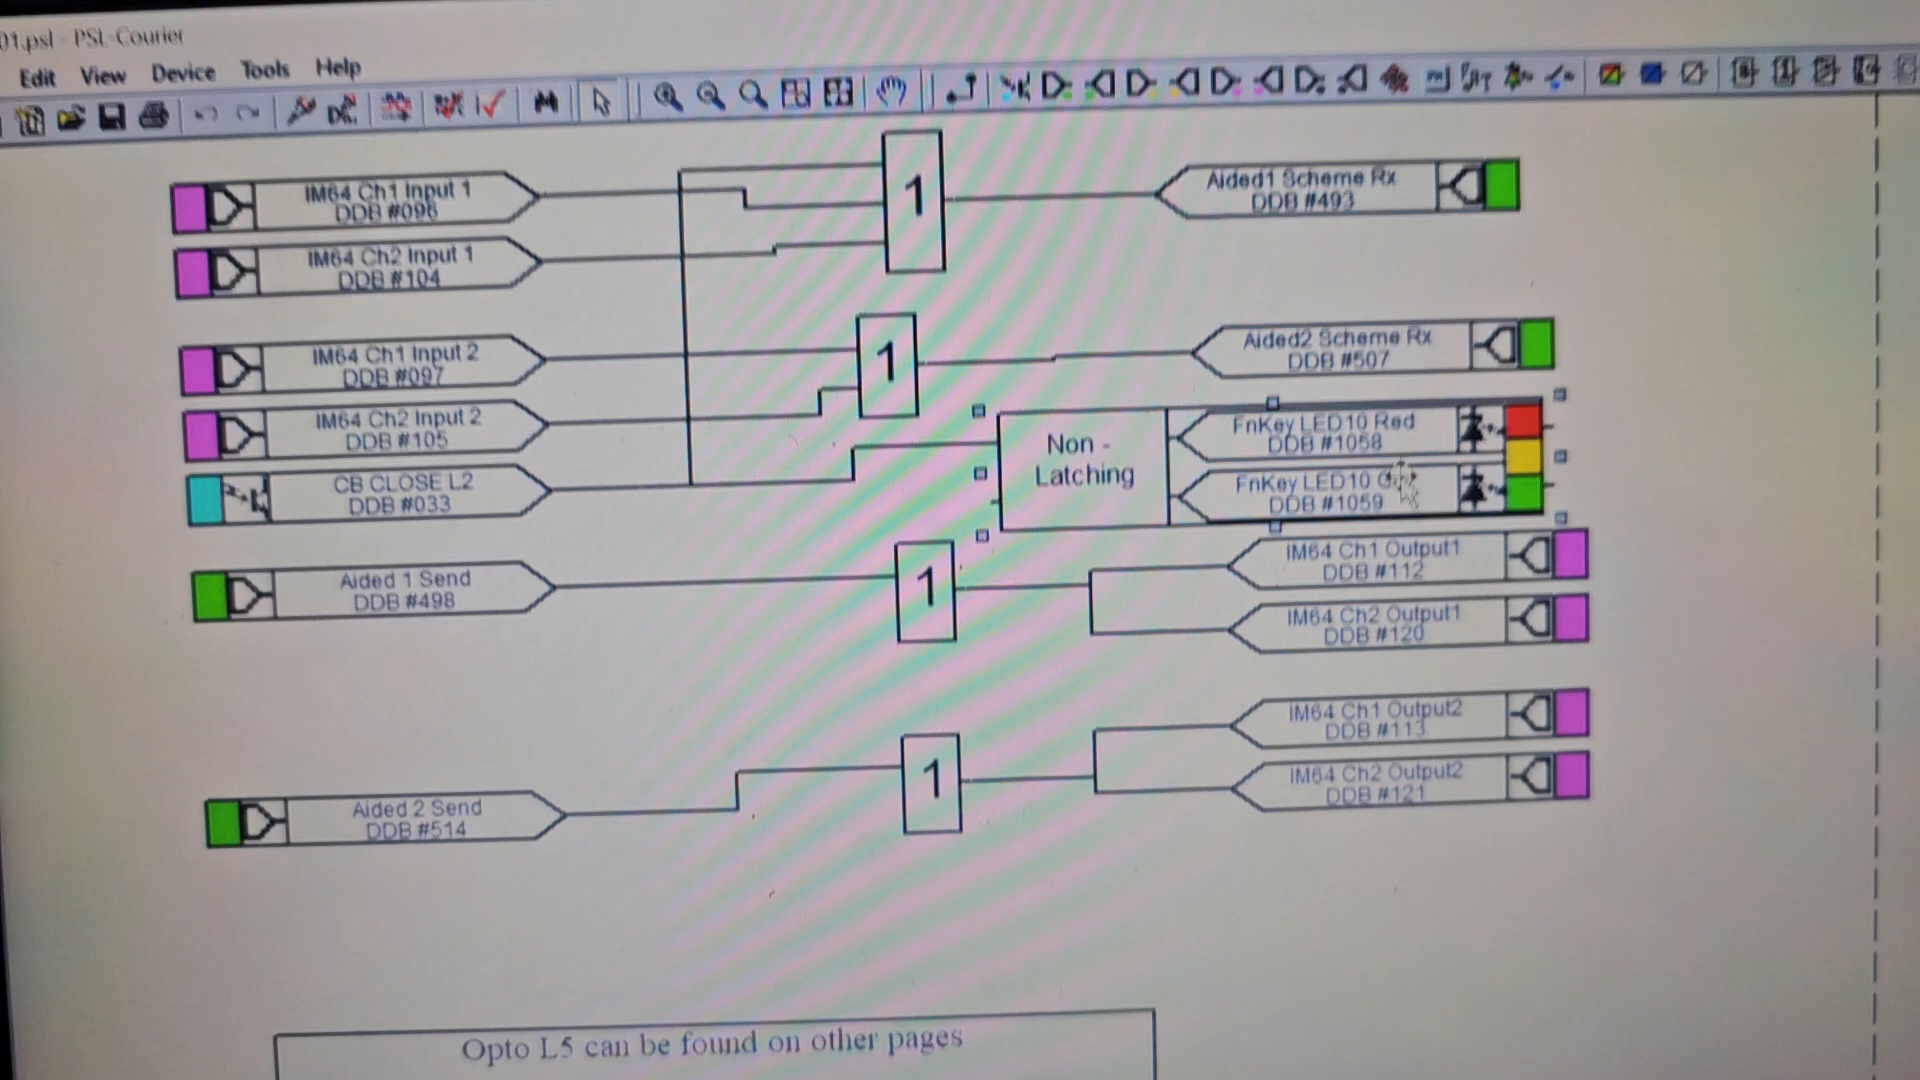 01.psl - PSL-Courier
Edit View Device Tools Help
IM64 Ch1 Input 1
DDB #096
1
Aided1 Scheme Rx
DDB #493
IM64 Ch2 Input 1
DDB #104
IM64 Ch1 Input 2
DDB #097
1
Aided2 Scheme Rx
DDB #507
IM64 Ch2 Input 2
DDB #105
Non -
Latching
FnKey LED10 Red
DDB #1058
CB CLOSE L2
DDB #033
FnKey LED10
DDB #1059
Aided 1 Send
DDB #498
1
IM64 Ch1 Output1
DDB #112
IM64 Ch2 Output1
DDB #120
Aided 2 Send
DDB #514
1
IM64 Ch1 Output2
DDB #113
IM64 Ch2 Output2
DDB #121
Opto L5 can be found on other pages